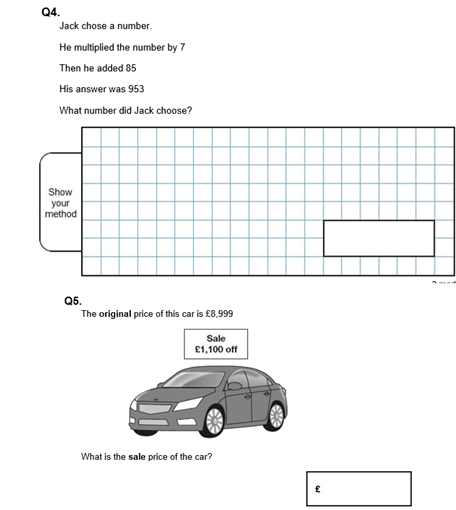 Q4.
Jack chose a number.
He multiplied the number by 7
Then he added 85
His answer was 953
What number did Jack choose?
Show
your
method
Q5.
The original price of this car is £8,999
Sale
£1,100 off
What is the sale price of the car?
£